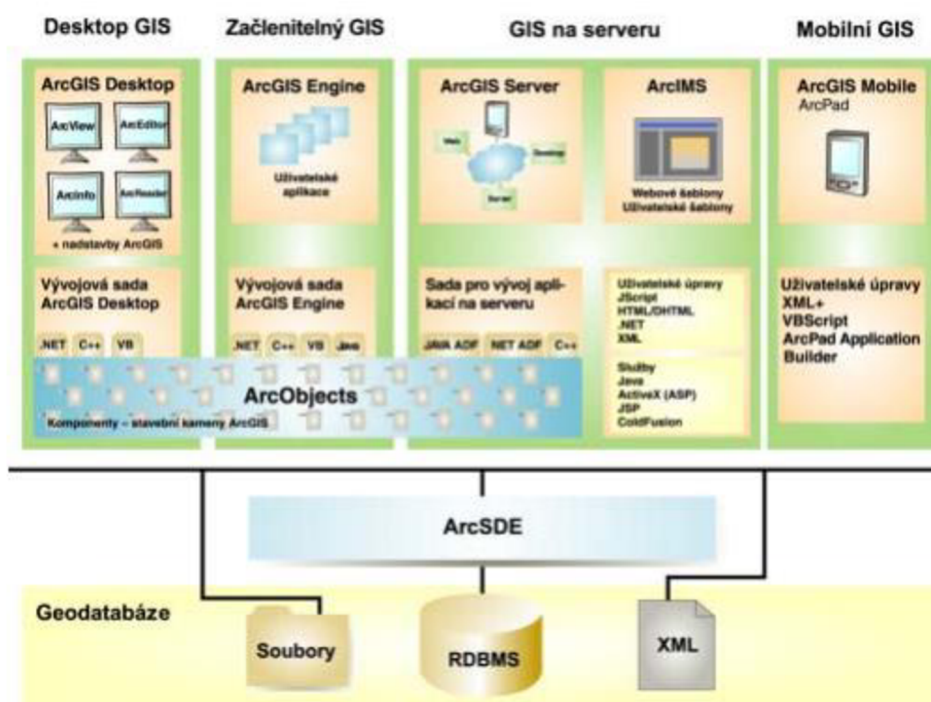 Desktop GIS
Začlenitelný GIS
GIS na serveru
Mobilní GIS
ArcGIS Desktop
ArcView
ArcEditor
ArcInfo
ArcReader
+ nadstavby ArcGIS
ArcGIS Engine
Uživatelské
aplikace
ArcGIS Server
Web
Desktop
Server
ArcIMS
Webové šablony
Uživatelské šablony
ArcGIS Mobile
ArcPad
Vývojová sada
ArcGIS Desktop
.NET C++ VB
Vývojová sada
ArcGIS Engine
.NET C++ VB Java
Sada pro vývoj apli-
kací na serveru
JAVA ADF NET ADF C++
Uživatelské úpravy
JScript
HTML/DHTML
.NET
XML
Služby
Java
ActiveX (ASP)
JSP
ColdFusion
Uživatelské úpravy
XML+
VBScript
ArcPad Application
Builder
ArcObjects
Komponenty – stavební kameny ArcGIS
ArcSDE
Geodatabáze
Soubory
RDBMS
XML